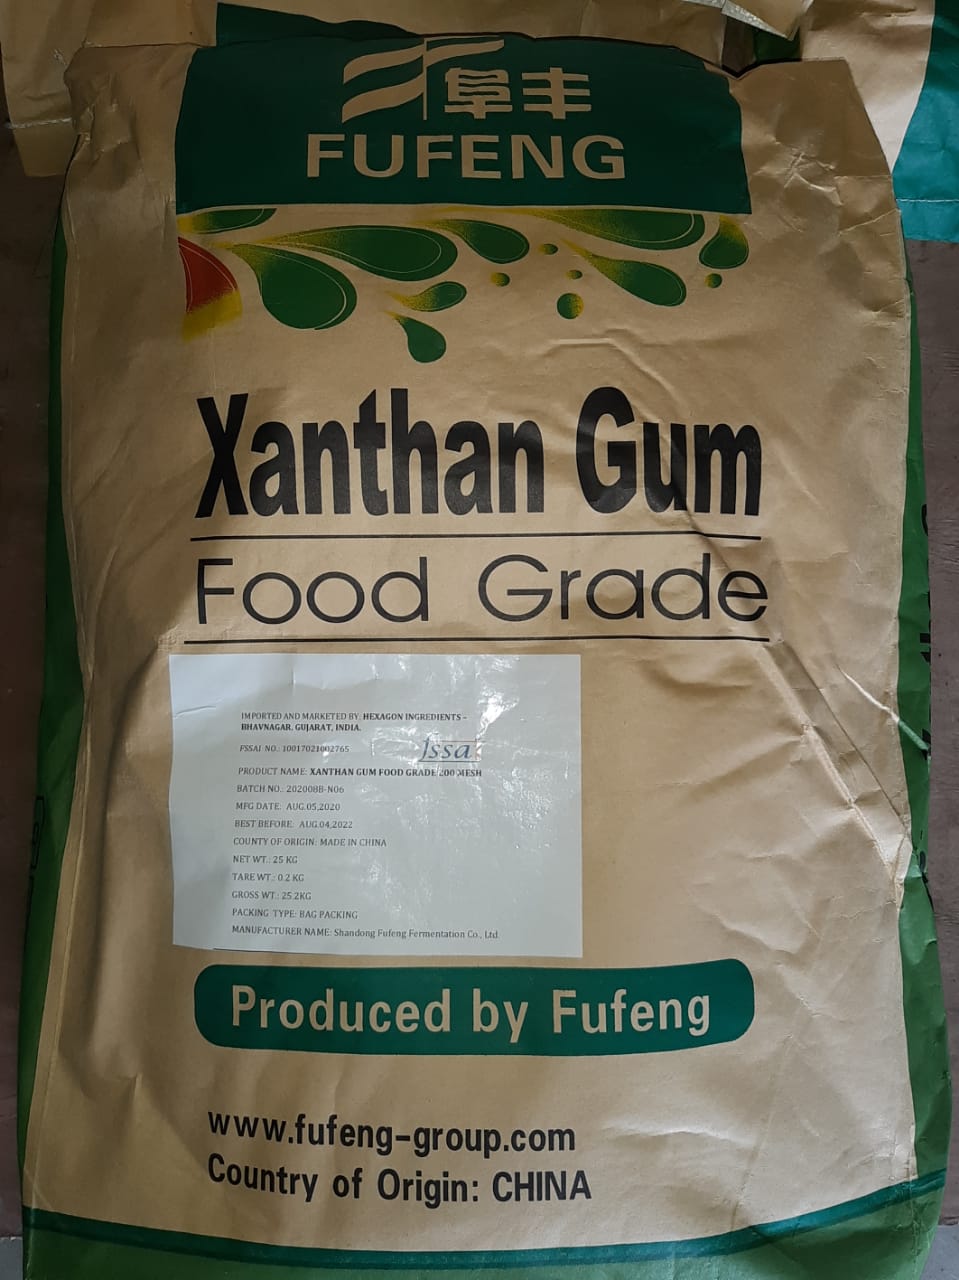 阜丰
FUFENG
Xanthan Gum
Food Grade
IMPORTED AND MARKETED BY: HEXAGON INGREDIENTS –
BHAVNAGAR, GUJARAT, INDIA.
FSSAI NO.: 10017021002765
fssa
PRODUCT NAME: XANTHAN GUM FOOD GRADE 200 MESH
BATCH NO.: 202008B-N06
MFG DATE: AUG.05,2020
BEST BEFORE: AUG.04,2022
COUNTY OF ORIGIN: MADE IN CHINA
NET WT.: 25 KG
TARE WT.: 0.2 KG
GROSS WT.: 25.2KG
PACKING TYPE: BAG PACKING
MANUFACTURER NAME: Shandong Fufeng Fermentation Co., Ltd.
Produced by Fufeng
www.fufeng-group.com
Country of Origin: CHINA